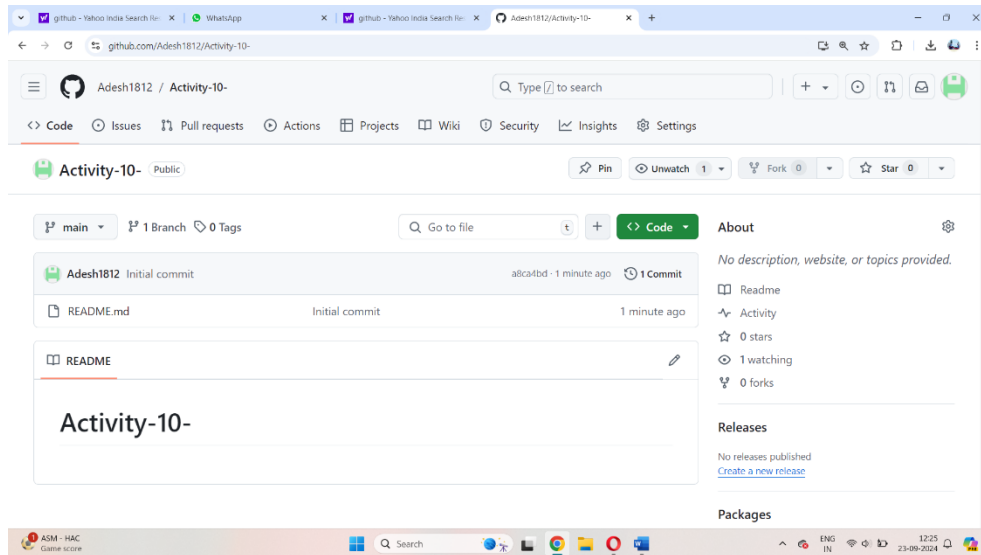 github - Yahoo India Search Re
WhatsApp
github - Yahoo India Search Re
Adesh1812/Activity-10-
github.com/Adesh1812/Activity-10-
Adesh1812 / Activity-10-
Type / to search
Code Issues Pull requests Actions Projects Wiki Security Insights Settings
Activity-10- Public
Pin Unwatch 1 Fork 0 Star 0
main 1 Branch 0 Tags Go to file t Code
About
No description, website, or topics provided.
Adesh1812 Initial commit a8ca4bd · 1 minute ago 1 Commit
README.md Initial commit 1 minute ago
Readme
Activity
0 stars
1 watching
0 forks
README
Activity-10-
Releases
No releases published
Create a new release
Packages
1
ASM - HAC
Game score
Search
ENG
IN
12:25
23-09-2024